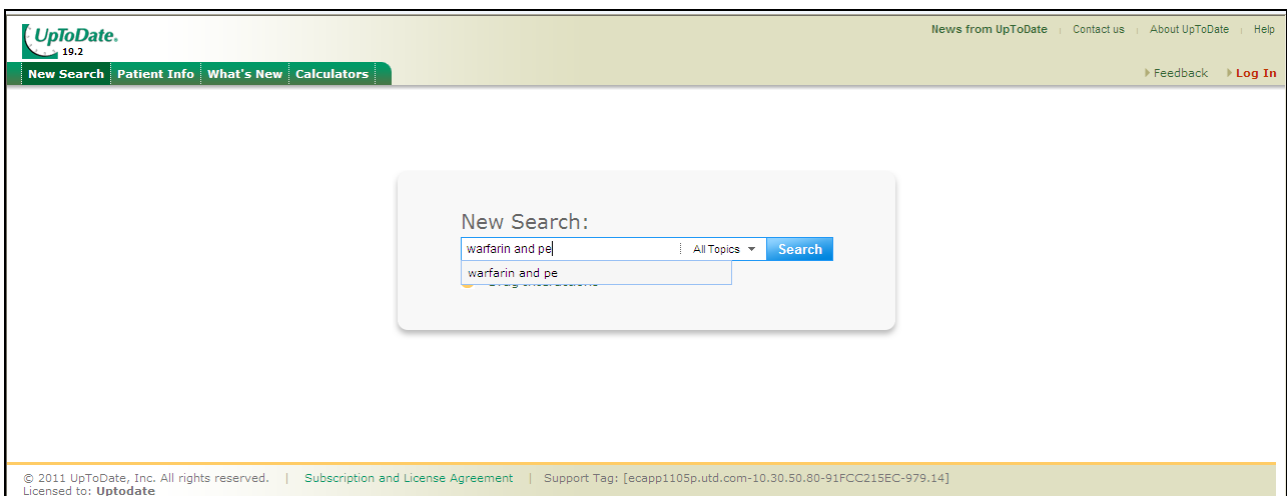 UpToDate.
19.2
News from UpToDate | Contact us | About UpToDate | Help
New Search Patient Info What's New Calculators
Feedback Log In
New Search:
warfarin and pe All Topics Search
warfarin and pe
© 2011 UpToDate, Inc. All rights reserved. | Subscription and License Agreement | Support Tag: [ecapp1105p.utd.com-10.30.50.80-91FCC215EC-979.14]
Licensed to: Uptodate